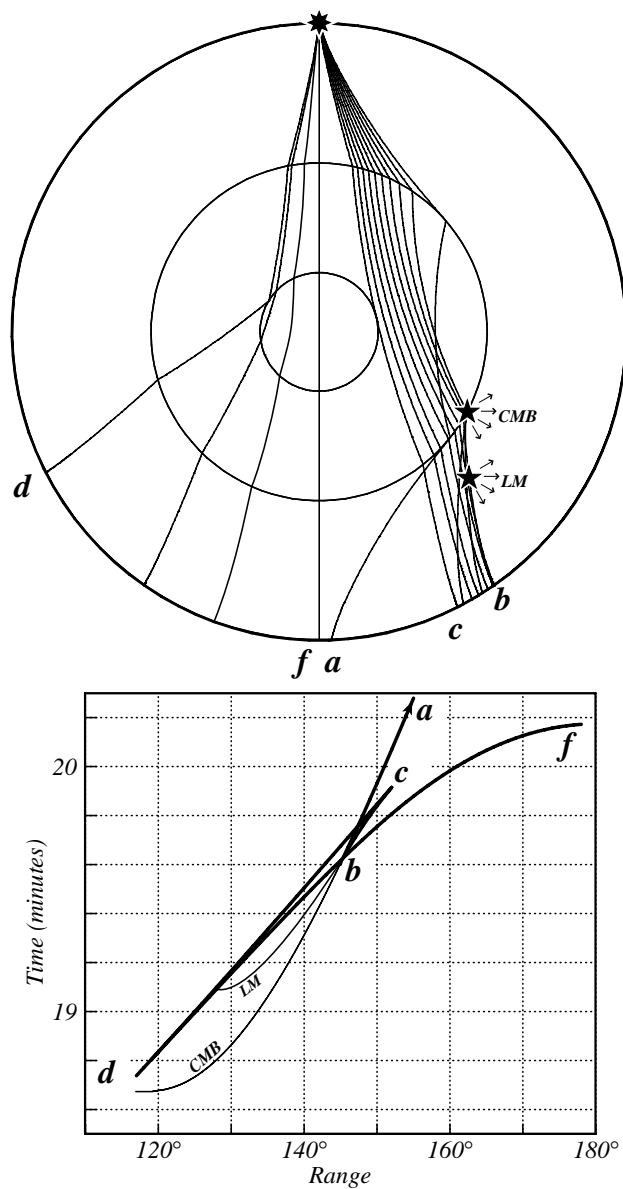 CMB
LM
d
b
c
f a
a
20
c
f
b
Time (minutes)
LM
19
CMB
d
120° 140° 160° 180°
Range